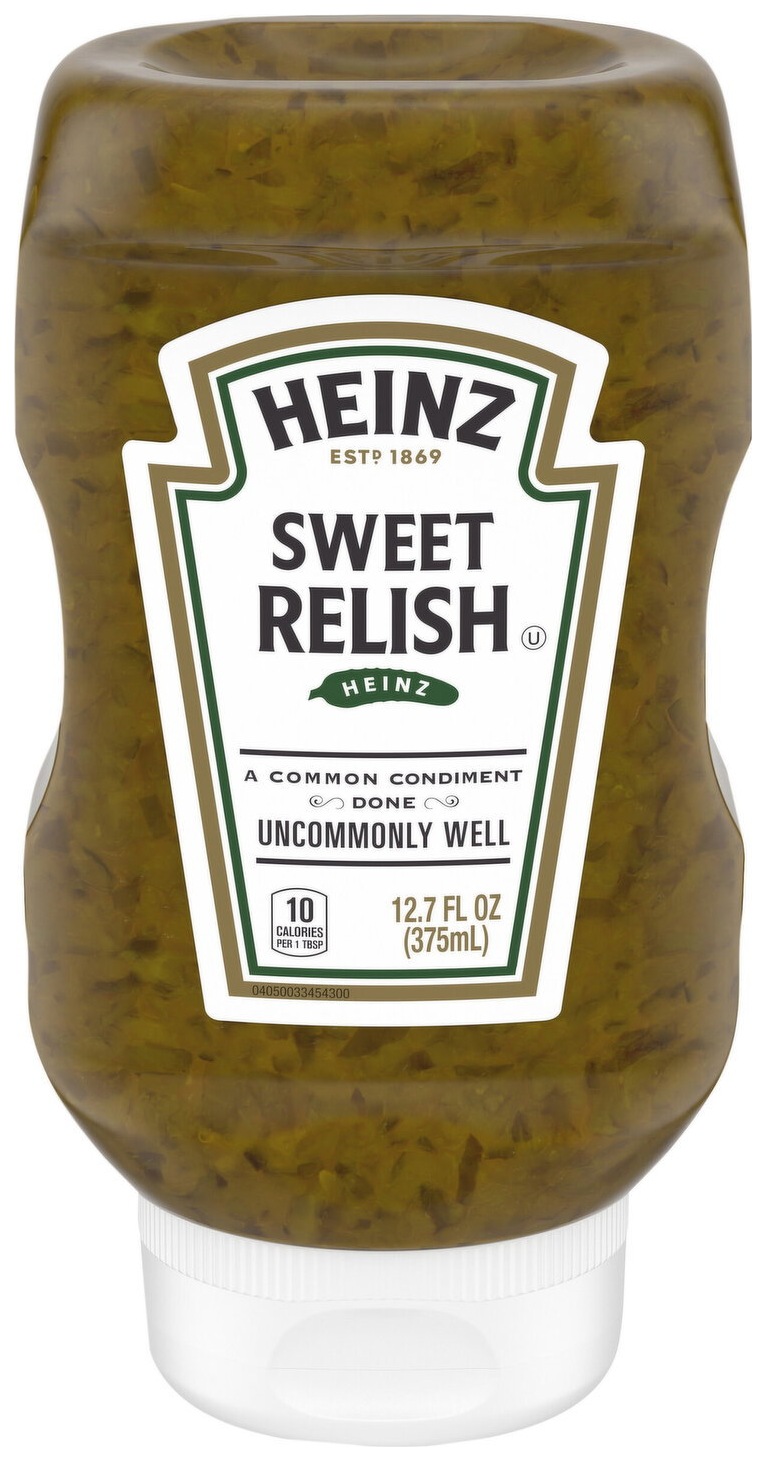 HEINZ
ESTD 1869
SWEET
RELISH
U
HEINZ
A COMMON CONDIMENT
DONE
UNCOMMONLY WELL
10
CALORIES
PER 1 TBSP
12.7 FL OZ
(375mL)
04050033454300